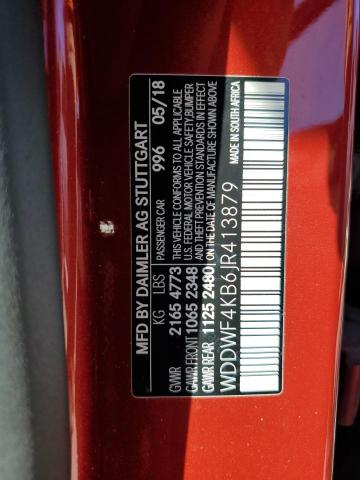 MFD BY DAIMLER AG STUTTGART
KG LBS PASSENGER CAR 996 05/18
GVWR 2165 4773 THIS VEHICLE CONFORMS TO ALL APPLICABLE
U.S. FEDERAL MOTOR VEHICLE SAFETY,BUMPER
GAWR FRONT 1065 2348 AND THEFT PREVENTION STANDARDS IN EFFECT
GAWR REAR 1125 2480 ON THE DATE OF MANUFACTURE SHOWN ABOVE
WDDWF4KB6JR413879 MADE IN SOUTH AFRICA